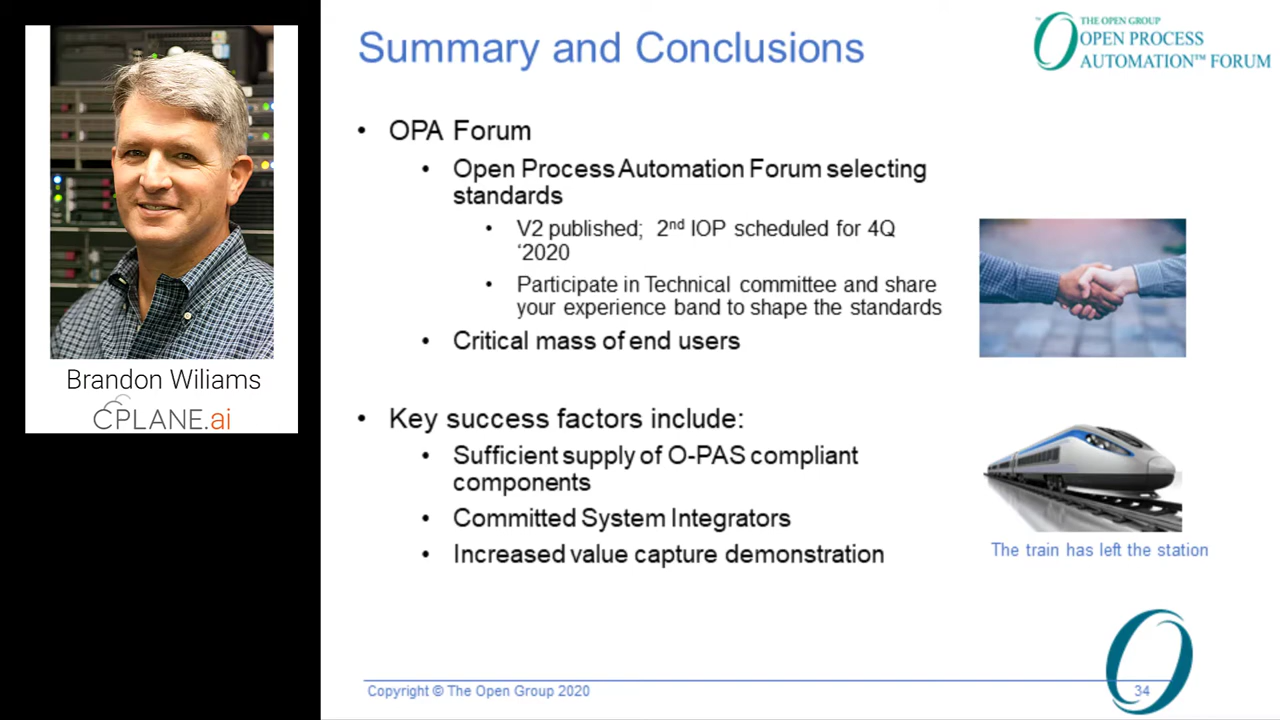 Summary and Conclusions
THE OPEN GROUP
OPEN PROCESS
AUTOMATION™ FORUM
• OPA Forum
• Open Process Automation Forum selecting
standards
• V2 published; 2nd IOP scheduled for 4Q
‘2020
• Participate in Technical committee and share
your experience band to shape the standards
• Critical mass of end users
• Key success factors include:
• Sufficient supply of O-PAS compliant
components
• Committed System Integrators
• Increased value capture demonstration
The train has left the station
Brandon Wiliams
CPLANE.ai
Copyright © The Open Group 2020
34